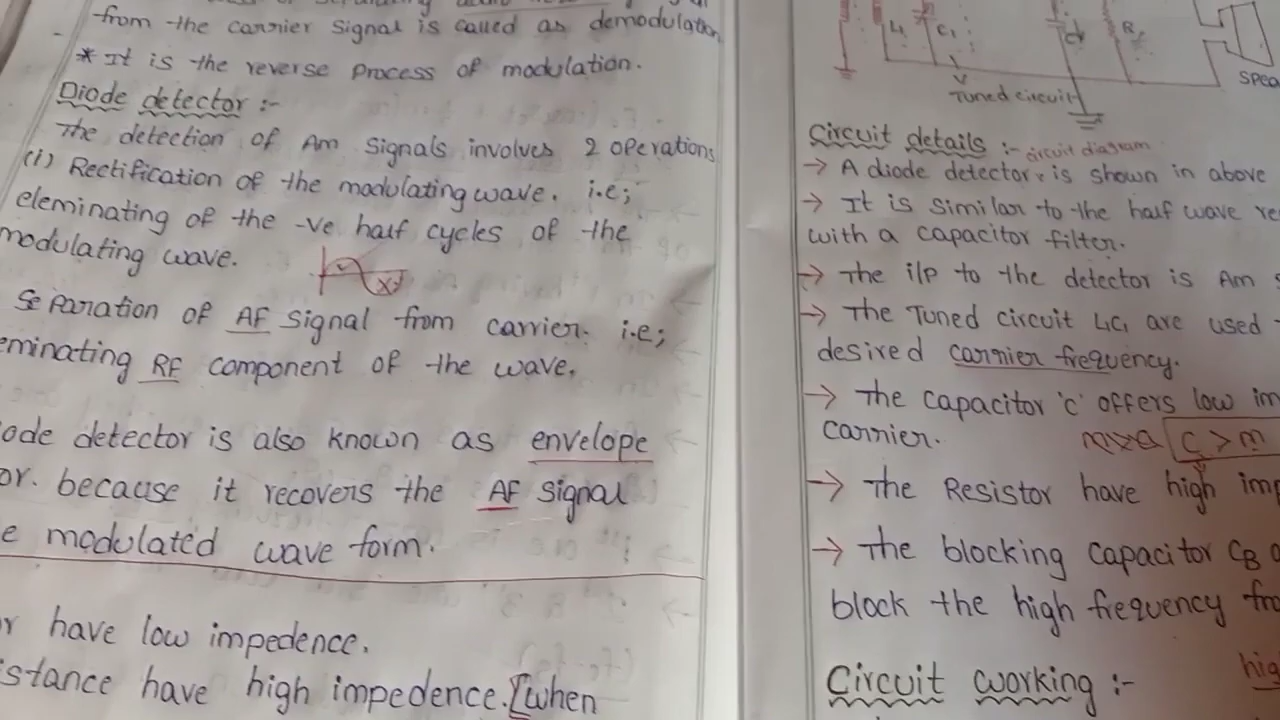 from the carrier signal is called as demodulation
* It is the reverse process of modulation.
Diode detector :-
The detection of Am Signals involves 2 operations
(i) Rectification of the modulating wave. i.e;
eleminating of the -ve half cycles of the
modulating wave.
Separation of AF signal from carrier. i.e;
eminating RF component of the wave.
ode detector is also known as envelope
or. because it recovers the AF signal
e modulated wave form.
r have low impedence.
istance have high impedence. [when
L1 C1 C R
Spea
Tuned circuit
Circuit details :- circuit diagram
→ A diode detector is shown in above
→ It is similar to the half wave re
with a capacitor filter.
→ The i/p to the detector is Am s
→ The Tuned circuit L1C1 are used
desired carrier frequency.
→ The capacitor 'c' offers low im
carrier. C > m
→ The Resistor have high imp
→ The blocking capacitor CB
block the high frequency fro
hig
Circuit working :-